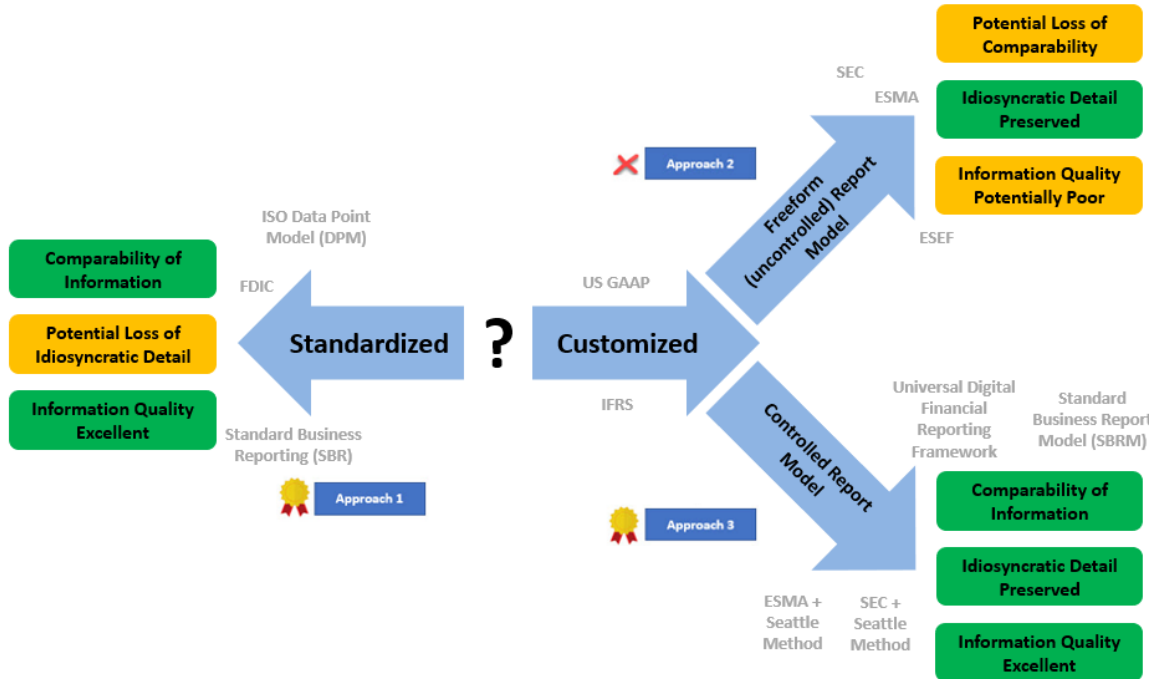 Potential Loss of
Comparability
SEC
ESMA
Idiosyncratic Detail
Preserved
Approach 2
Freeform
(uncontrolled) Report
Model
Information Quality
Potentially Poor
ESEF
ISO Data Point
Model (DPM)
Comparability of
Information
FDIC
US GAAP
Potential Loss of
Idiosyncratic Detail
Standardized
?
Customized
Information Quality
Excellent
IFRS
Standard Business
Reporting (SBR)
Approach 1
Controlled Report
Model
Approach 3
Universal Digital
Financial
Reporting
Framework
Standard
Business Report
Model (SBRM)
Comparability of
Information
Idiosyncratic Detail
Preserved
ESMA +
Seattle
Method
SEC +
Seattle
Method
Information Quality
Excellent